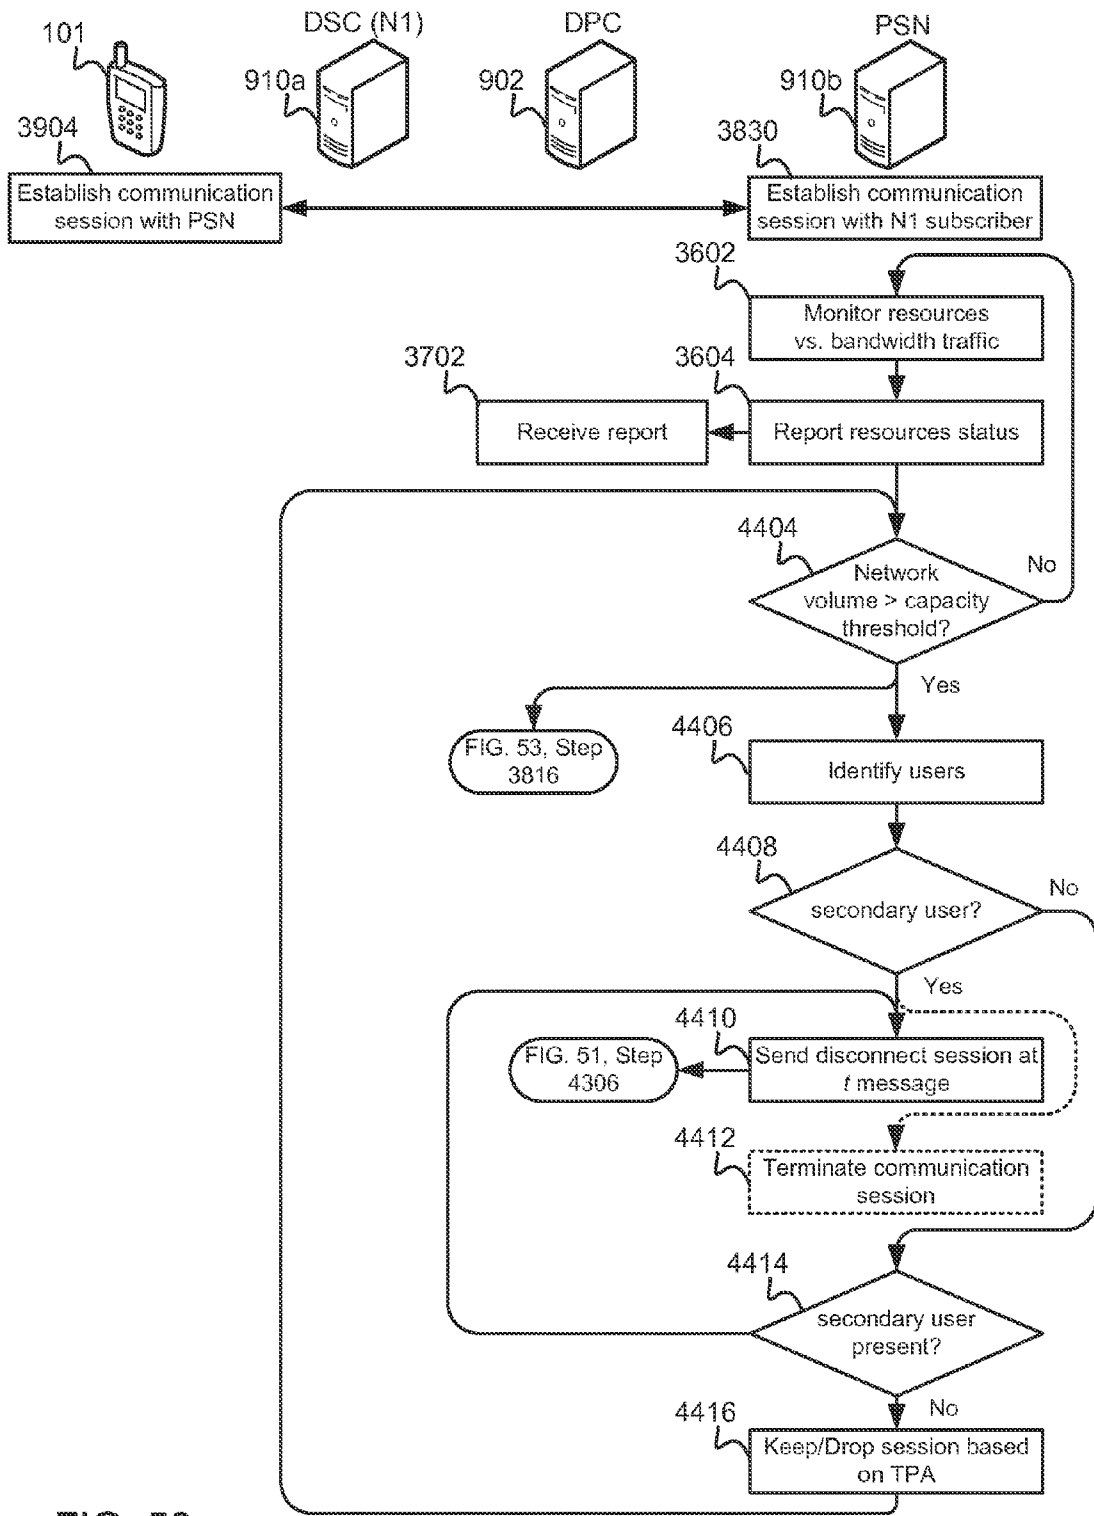 DSC (N1)
DPC
PSN
101
910a
902
910b
3904
3830
Establish communication
session with PSN
Establish communication
session with N1 subscriber
3602
Monitor resources
vs. bandwidth traffic
3702
3604
Receive report
Report resources status
4404
Network
volume > capacity
threshold?
No
Yes
FIG. 53, Step
3816
4406
Identify users
4408
secondary user?
No
Yes
4410
FIG. 51, Step
4306
Send disconnect session at
t message
4412
Terminate communication
session
4414
secondary user
present?
No
4416
Keep/Drop session based
on TPA